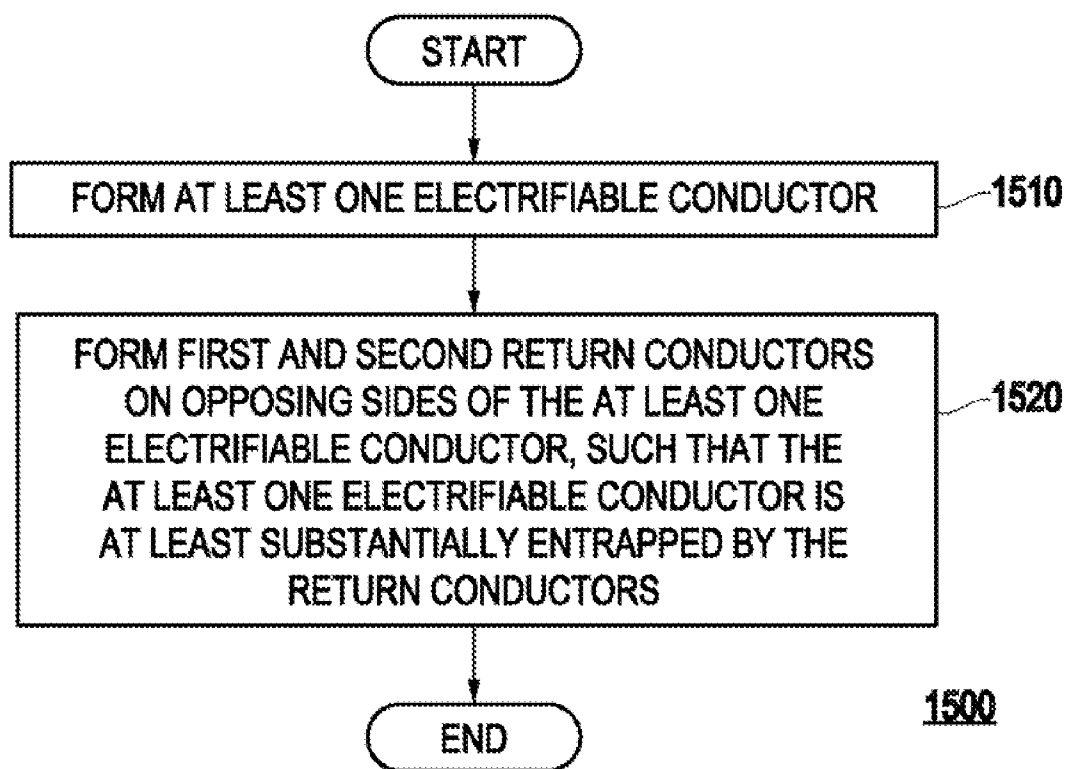 START
FORM AT LEAST ONE ELECTRIFIABLE CONDUCTOR
1510
FORM FIRST AND SECOND RETURN CONDUCTORS
ON OPPOSING SIDES OF THE AT LEAST ONE
ELECTRIFIABLE CONDUCTOR, SUCH THAT THE
AT LEAST ONE ELECTRIFIABLE CONDUCTOR IS
AT LEAST SUBSTANTIALLY ENTRAPPED BY THE
RETURN CONDUCTORS
1520
END
1500